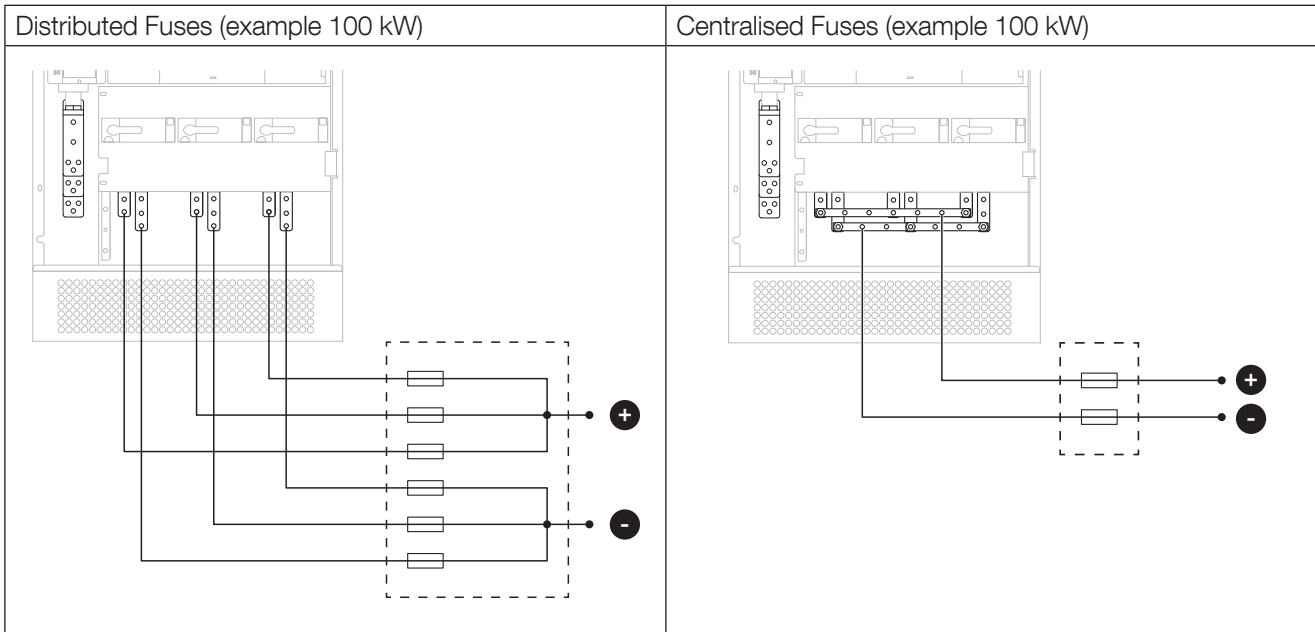 Distributed Fuses (example 100 kW)
Centralised Fuses (example 100 kW)
+
-
+
-